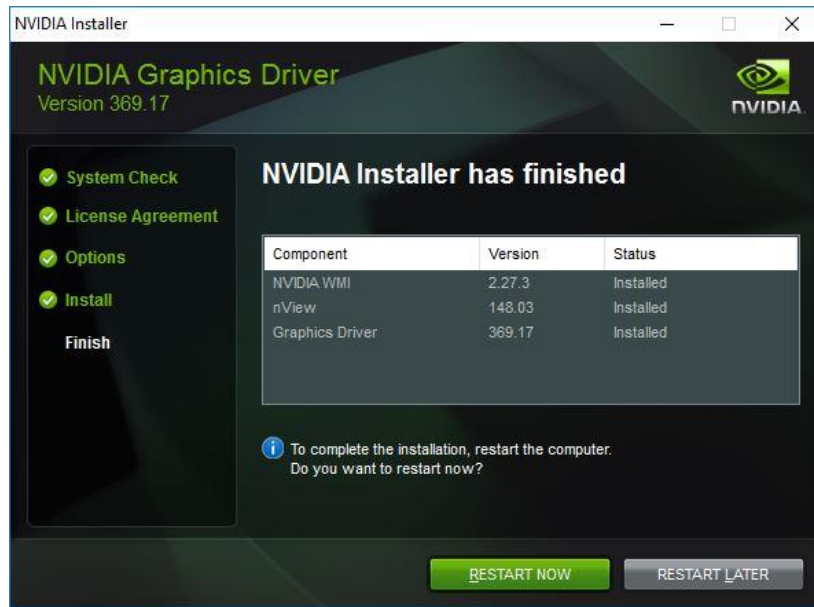 NVIDIA Installer
NVIDIA Graphics Driver
Version 369.17
NVIDIA.
System Check
License Agreement
Options
Install
Finish
NVIDIA Installer has finished
Component Version Status
NVIDIA WMI 2.27.3 Installed
nView 148.03 Installed
Graphics Driver 369.17 Installed
To complete the installation, restart the computer.
Do you want to restart now?
RESTART NOW RESTART LATER